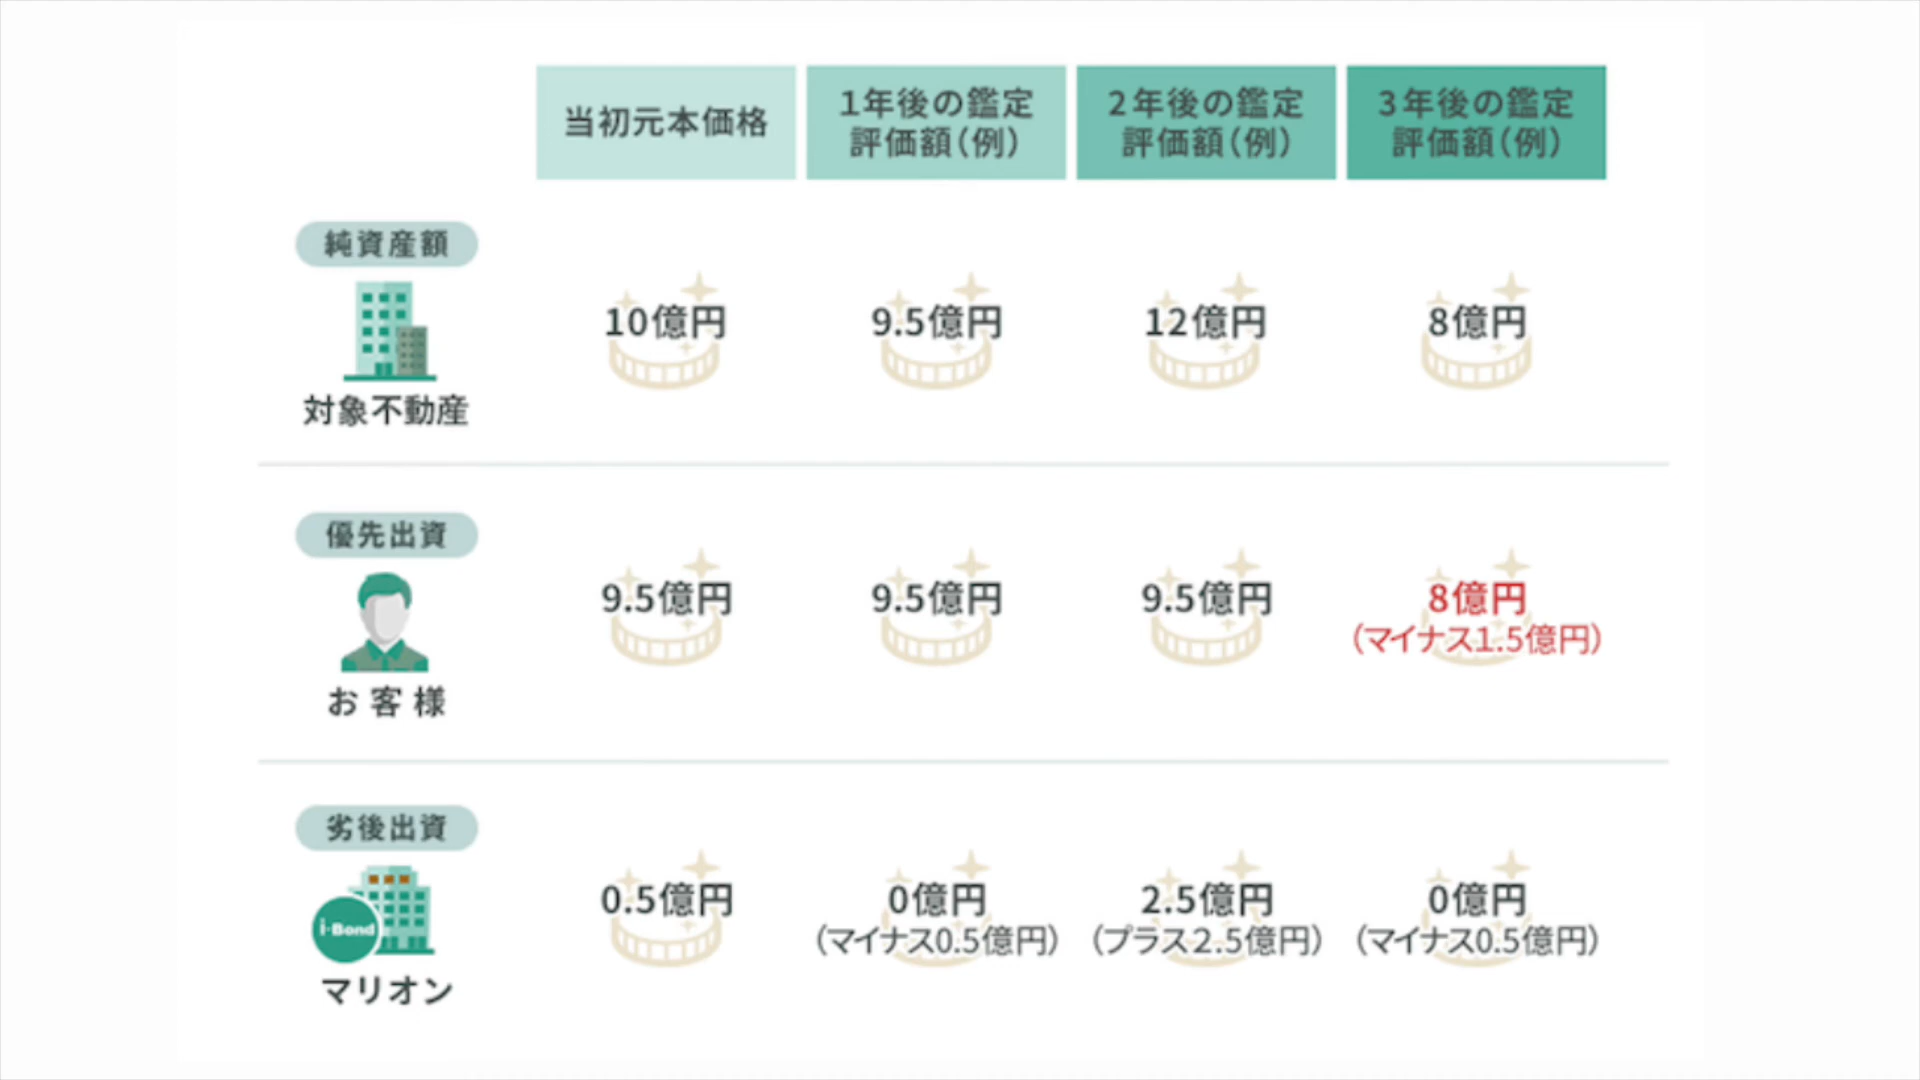 当初元本価格
1年後の鑑定
評価額(例)
2年後の鑑定
評価額(例)
3年後の鑑定
評価額(例)
純資産額
対象不動産
10億円
9.5億円
12億円
8億円
優先出資
お客様
9.5億円
9.5億円
9.5億円
8億円
(マイナス1.5億円)
劣後出資
i-Bond
マリオン
0.5億円
0億円
(マイナス0.5億円)
2.5億円
(プラス2.5億円)
0億円
(マイナス0.5億円)